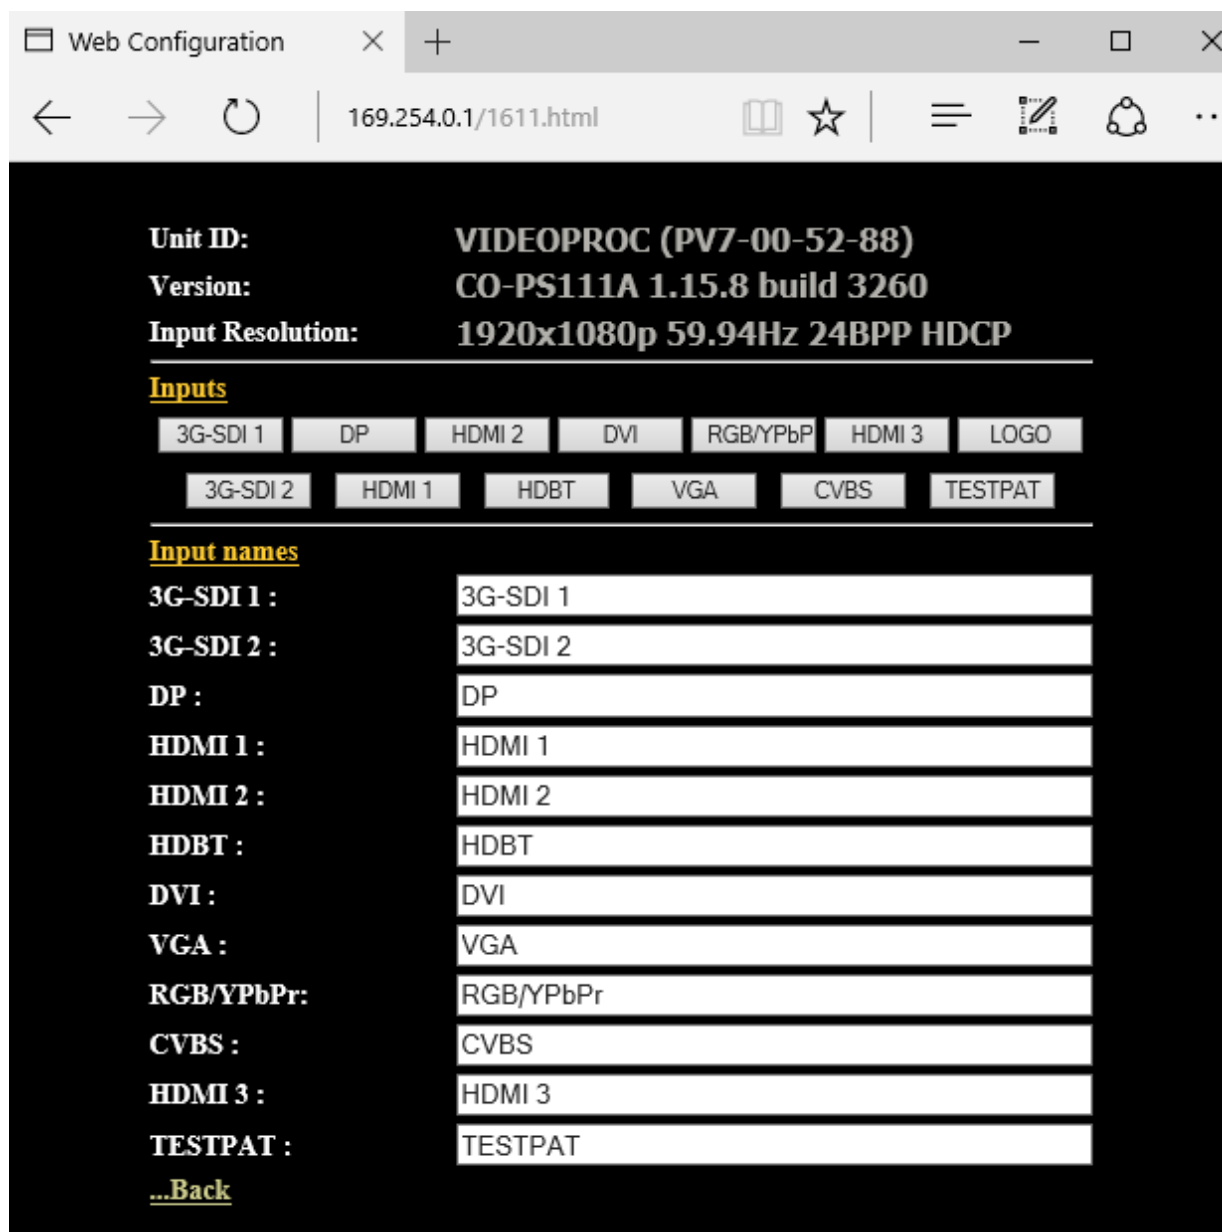 Web Configuration
169.254.0.1/1611.html
Unit ID: VIDEOPROC (PV7-00-52-88)
Version: CO-PS111A 1.15.8 build 3260
Input Resolution: 1920x1080p 59.94Hz 24BPP HDCP
Inputs
3G-SDI 1 DP HDMI 2 DVI RGB/YPbP HDMI 3 LOGO
3G-SDI 2 HDMI 1 HDBT VGA CVBS TESTPAT
Input names
3G-SDI 1 : 3G-SDI 1
3G-SDI 2 : 3G-SDI 2
DP : DP
HDMI 1 : HDMI 1
HDMI 2 : HDMI 2
HDBT : HDBT
DVI : DVI
VGA : VGA
RGB/YPbPr: RGB/YPbPr
CVBS : CVBS
HDMI 3 : HDMI 3
TESTPAT : TESTPAT
...Back